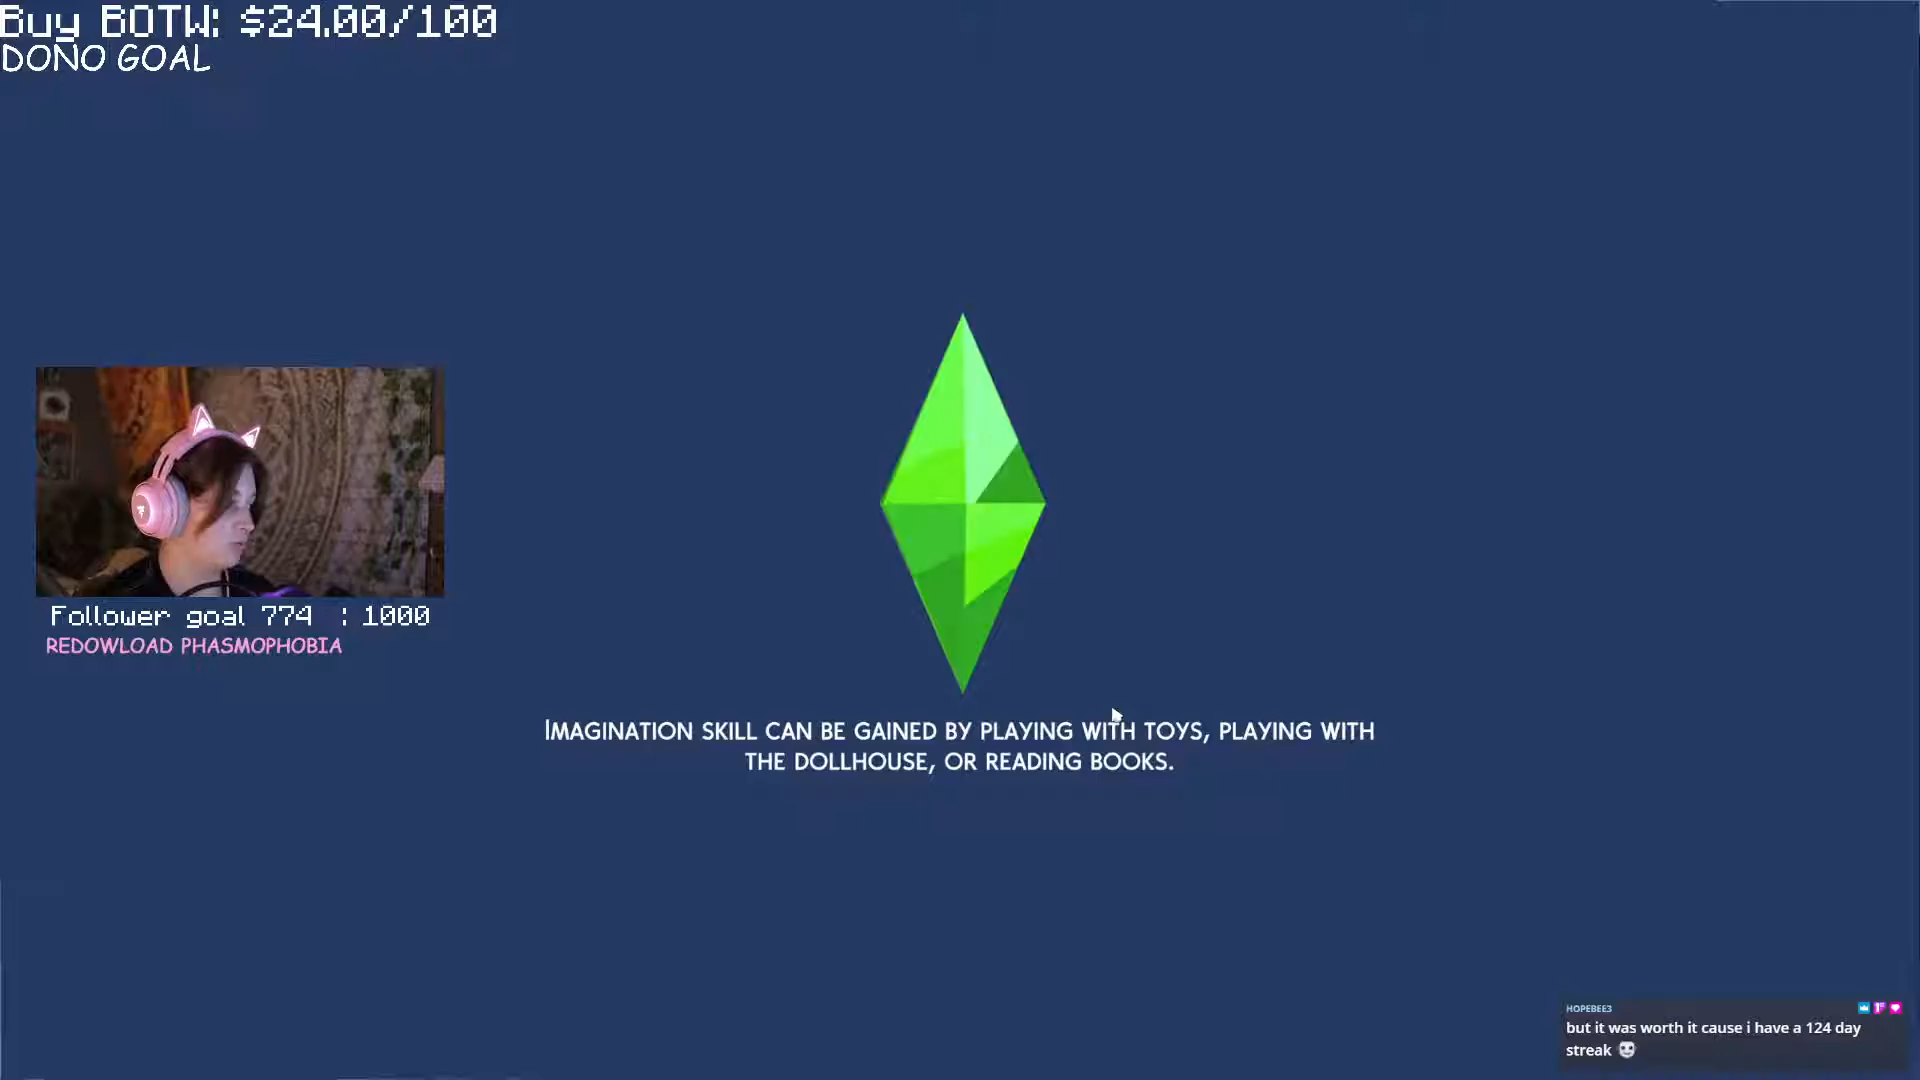 Buy BOTW: $24.00/100
DONO GOAL
Follower goal 774 : 1000
REDOWLOAD PHASMOPHOBIA
IMAGINATION SKILL CAN BE GAINED BY PLAYING WITH TOYS, PLAYING WITH
THE DOLLHOUSE, OR READING BOOKS.
HOPEBEE3
but it was worth it cause i have a 124 day
streak